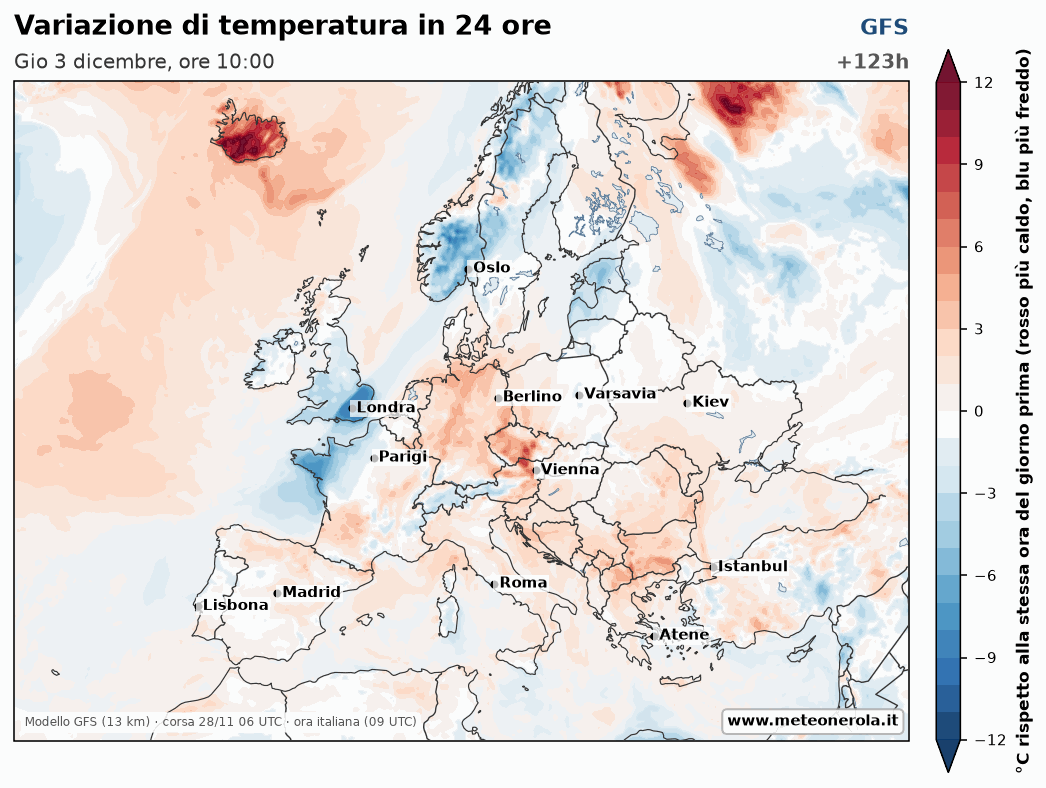 Variazione di temperatura in 24 ore
GFS
Gio 3 dicembre, ore 10:00
+123h
Oslo
Londra
Berlino
Varsavia
Kiev
Parigi
Vienna
Istanbul
Roma
Madrid
Lisbona
Atene
Modello GFS (13 km) · corsa 28/11 06 UTC · ora italiana (09 UTC)
www.meteonerola.it
12
9
6
3
0
−3
−6
−9
−12
°C rispetto alla stessa ora del giorno prima (rosso più caldo, blu più freddo)